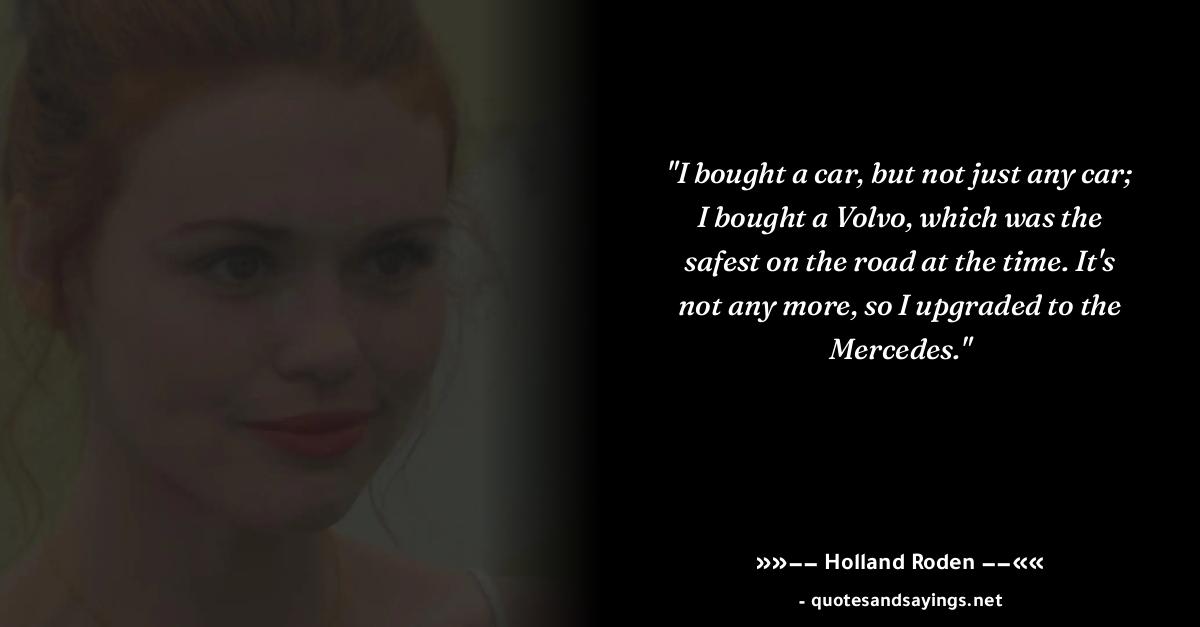 "I bought a car, but not just any car;
I bought a Volvo, which was the
safest on the road at the time. It's
not any more, so I upgraded to the
Mercedes."
»»–– Holland Roden ––««
- quotesandsayings.net